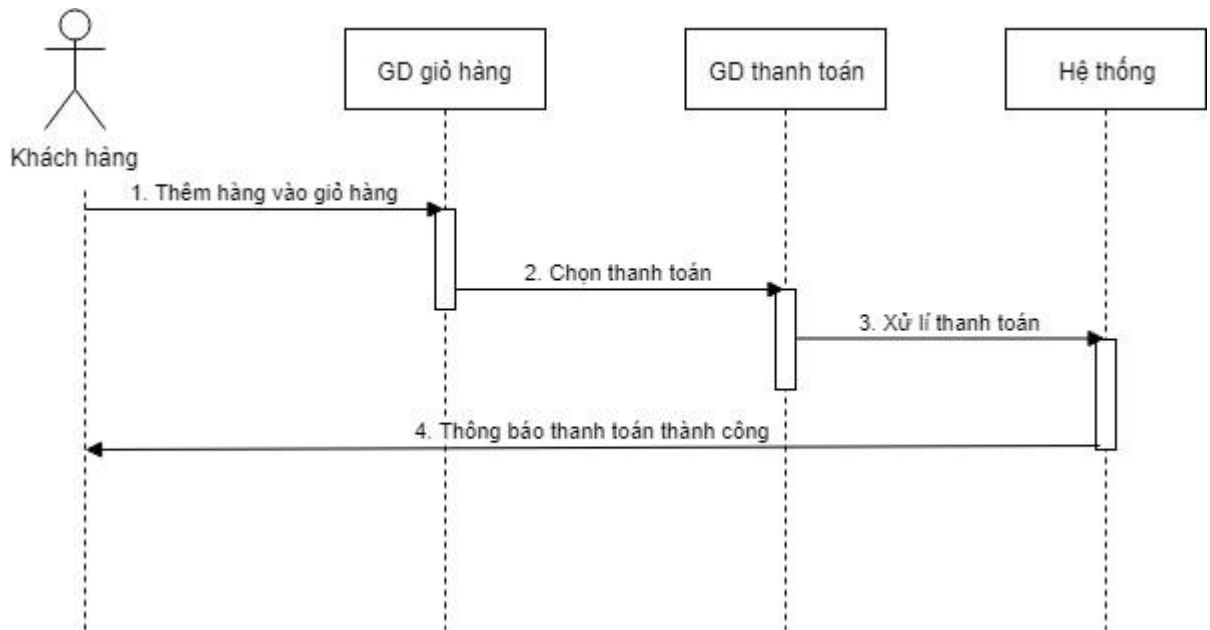 GD giỏ hàng
GD thanh toán
Hệ thống
Khách hàng
1. Thêm hàng vào giỏ hàng
2. Chọn thanh toán
3. Xử lí thanh toán
4. Thông báo thanh toán thành công